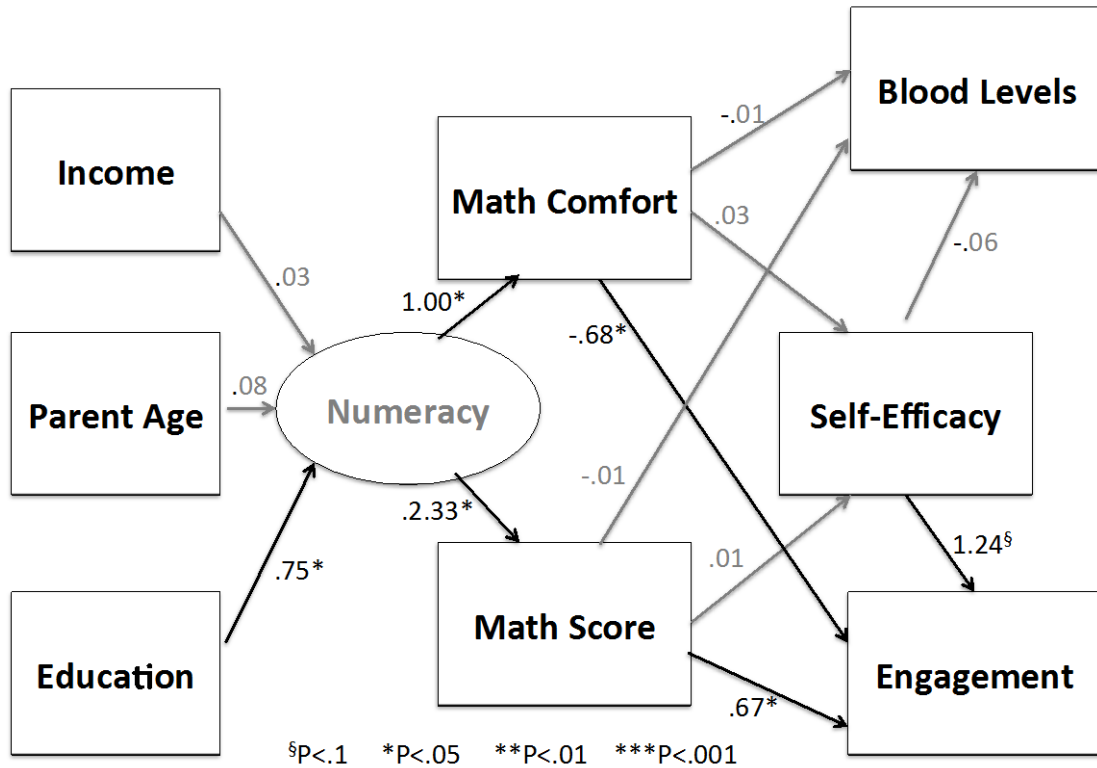 Blood Levels
Income
-.01
Math Comfort
.03
-.06
.03
1.00*
-.68*
Parent Age
.08
Numeracy
Self-Efficacy
-.01
.2.33*
.75*
.01
1.24§
Math Score
Education
Engagement
.67*
§P<.1 *P<.05 **P<.01 ***P<.001